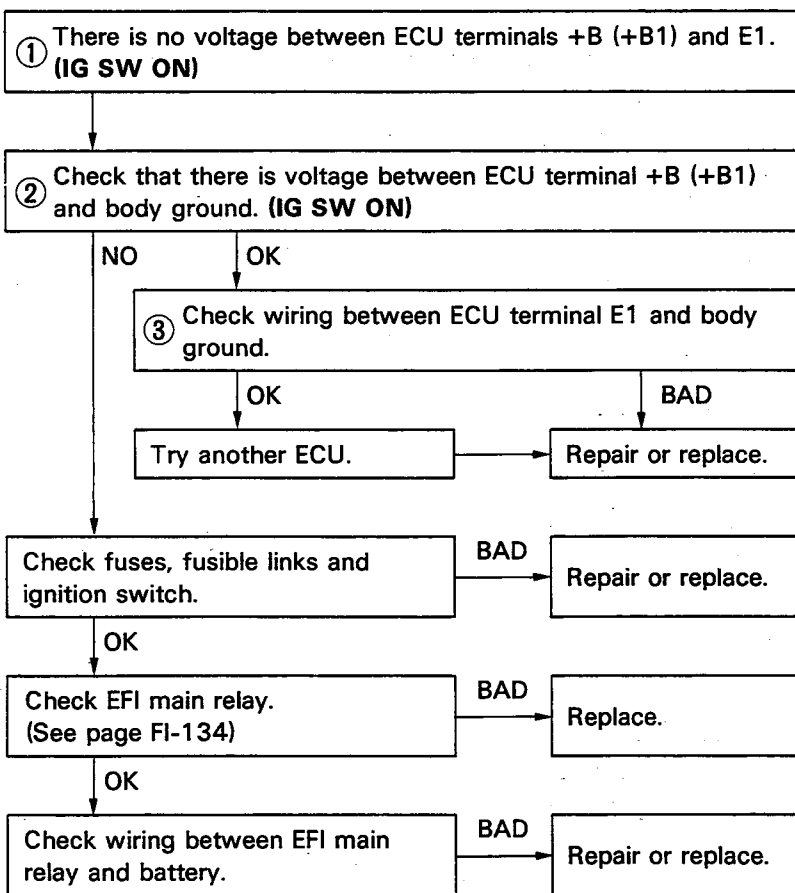 ① There is no voltage between ECU terminals +B (+B1) and E1.
(IG SW ON)
② Check that there is voltage between ECU terminal +B (+B1)
and body ground. (IG SW ON)
NO
OK
③ Check wiring between ECU terminal E1 and body
ground.
OK
BAD
Try another ECU.
Repair or replace.
Check fuses, fusible links and
ignition switch.
BAD
Repair or replace.
OK
Check EFI main relay.
(See page FI-134)
BAD
Replace.
OK
Check wiring between EFI main
relay and battery.
BAD
Repair or replace.